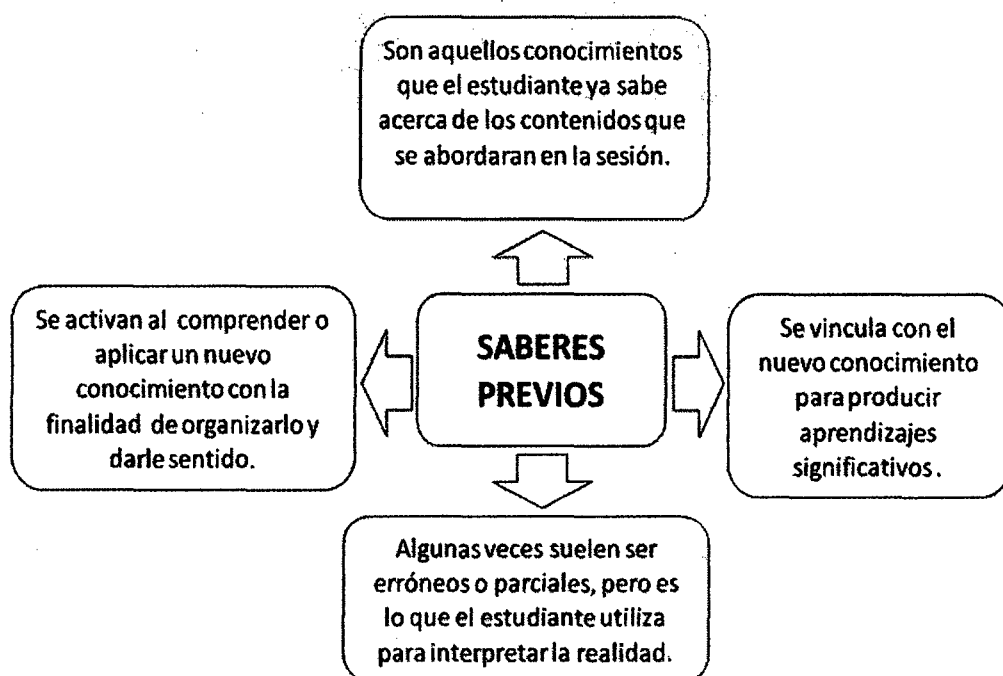 Son aquellos conocimientos
que el estudiante ya sabe
acerca de los contenidos que
se abordaran en la sesión.
Se activan al comprender o
aplicar un nuevo
conocimiento con la
finalidad de organizarlo y
darle sentido.
SABERES
PREVIOS
Se vincula con el
nuevo conocimiento
para producir
aprendizajes
significativos.
Algunas veces suelen ser
erróneos o parciales, pero es
lo que el estudiante utiliza
para interpretar la realidad.